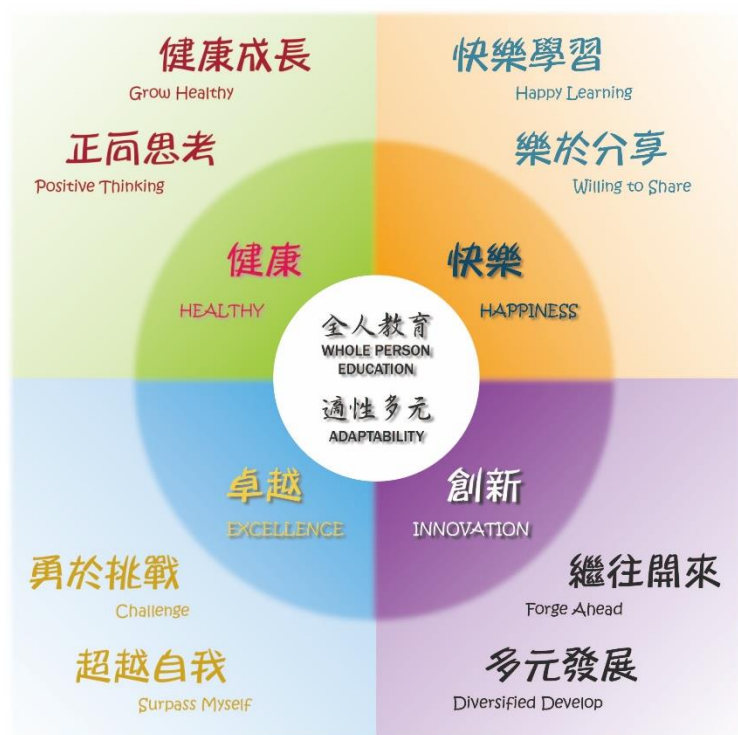 健康成長
Grow Healthy
正向思考
Positive Thinking
健康
HEALTHY
快樂學習
Happy Learning
樂於分享
Willing to Share
快樂
HAPPINESS
全人教育
WHOLE PERSON
EDUCATION
適性多元
ADAPTABILITY
卓越
EXCELLENCE
勇於挑戰
Challenge
超越自我
Surpass Myself
創新
INNOVATION
繼往開來
Forge Ahead
多元發展
Diversified Develop